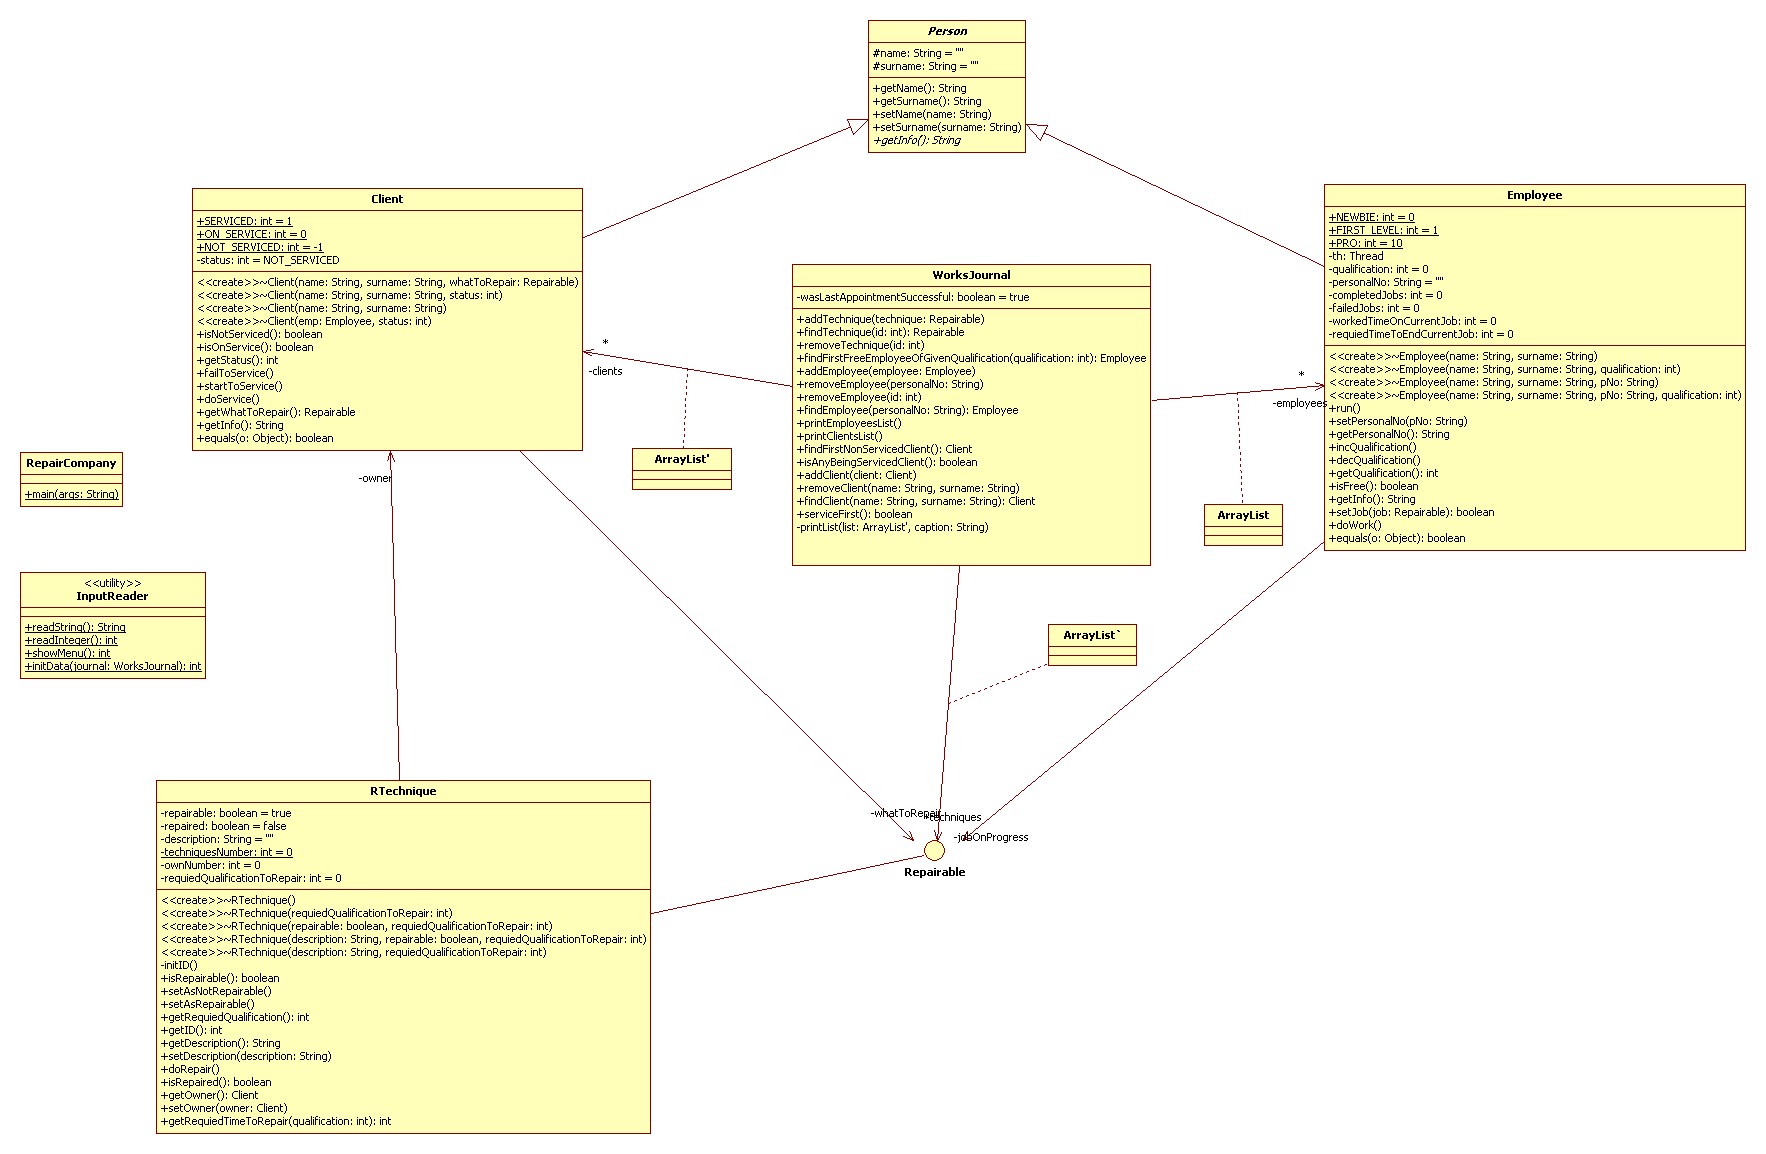 Person
#name: String = ""
#surname: String = ""
+getName(): String
+getSurname(): String
+setName(name: String)
+setSurname(surname: String)
+getInfo(): String
Client
+SERVICED: int = 1
+ON_SERVICE: int = 0
+NOT_SERVICED: int = -1
-status: int = NOT_SERVICED
<<create>>~Client(name: String, surname: String, whatToRepair: Repairable)
<<create>>~Client(name: String, surname: String, status: int)
<<create>>~Client(name: String, surname: String)
<<create>>~Client(emp: Employee, status: int)
+isNotServiced(): boolean
+isOnService(): boolean
+getStatus(): int
+failToService()
+startToService()
+doService()
+getWhatToRepair(): Repairable
+getInfo(): String
+equals(o: Object): boolean
Employee
+NEWBIE: int = 0
+FIRST_LEVEL: int = 1
+PRO: int = 10
-th: Thread
-qualification: int = 0
-personalNo: String = ""
-completedJobs: int = 0
-failedJobs: int = 0
-workedTimeOnCurrentJob: int = 0
-requiedTimeToEndCurrentJob: int = 0
<<create>>~Employee(name: String, surname: String)
<<create>>~Employee(name: String, surname: String, qualification: int)
<<create>>~Employee(name: String, surname: String, pNo: String)
<<create>>~Employee(name: String, surname: String, pNo: String, qualification: int)
+run()
+setPersonalNo(pNo: String)
+getPersonalNo(): String
+incQualification()
+decQualification()
+getQualification(): int
+isFree(): boolean
+getInfo(): String
+setJob(job: Repairable): boolean
+doWork()
+equals(o: Object): boolean
WorksJournal
-wasLastAppointmentSuccessful: boolean = true
+addTechnique(technique: Repairable)
+findTechnique(id: int): Repairable
+removeTechnique(id: int)
+findFirstFreeEmployeeOfGivenQualification(qualification: int): Employee
+addEmployee(employee: Employee)
+removeEmployee(personalNo: String)
+removeEmployee(id: int)
+findEmployee(personalNo: String): Employee
+printEmployeesList()
+printClientsList()
+findFirstNonServicedClient(): Client
+isAnyBeingServicedClient(): boolean
+addClient(client: Client)
+removeClient(name: String, surname: String)
+findClient(name: String, surname: String): Client
+serviceFirst(): boolean
-printList(list: ArrayList', caption: String)
*
-clients
*
-employees
ArrayList'
ArrayList
RepairCompany
+main(args: String)
-owner
<<utility>>
InputReader
+readString(): String
+readInteger(): int
+showMenu(): int
+initData(journal: WorksJournal): int
ArrayList`
RTechnique
-repairable: boolean = true
-repaired: boolean = false
-description: String = ""
-techniquesNumber: int = 0
-ownNumber: int = 0
-requiedQualificationToRepair: int = 0
<<create>>~RTechnique()
<<create>>~RTechnique(requiedQualificationToRepair: int)
<<create>>~RTechnique(repairable: boolean, requiedQualificationToRepair: int)
<<create>>~RTechnique(description: String, repairable: boolean, requiedQualificationToRepair: int)
<<create>>~RTechnique(description: String, requiedQualificationToRepair: int)
-initID()
+isRepairable(): boolean
+setAsNotRepairable()
+setAsRepairable()
+getRequiedQualification(): int
+getID(): int
+getDescription(): String
+setDescription(description: String)
+doRepair()
+isRepaired(): boolean
+getOwner(): Client
+setOwner(owner: Client)
+getRequiedTimeToRepair(qualification: int): int
-whatToRepair
-techniques
-jobOnProgress
Repairable